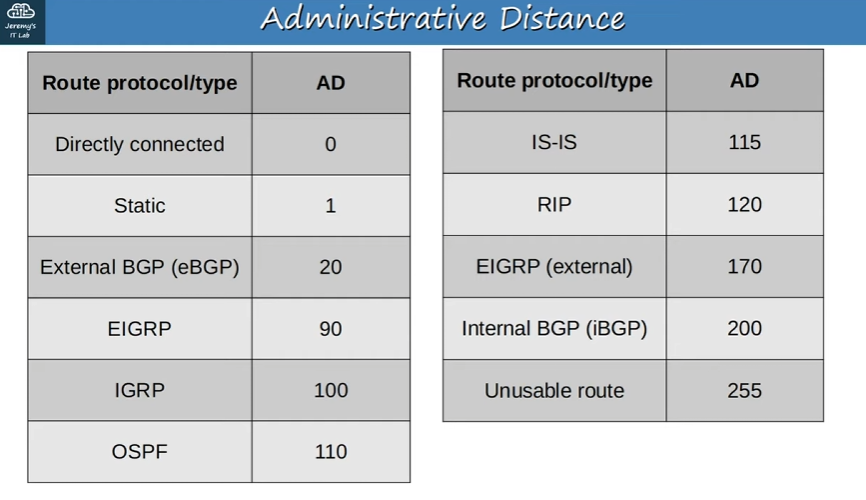 Jeremy's
IT Lab
Administrative Distance
Route protocol/type AD
Directly connected 0
Static 1
External BGP (eBGP) 20
EIGRP 90
IGRP 100
OSPF 110
Route protocol/type AD
IS-IS 115
RIP 120
EIGRP (external) 170
Internal BGP (iBGP) 200
Unusable route 255